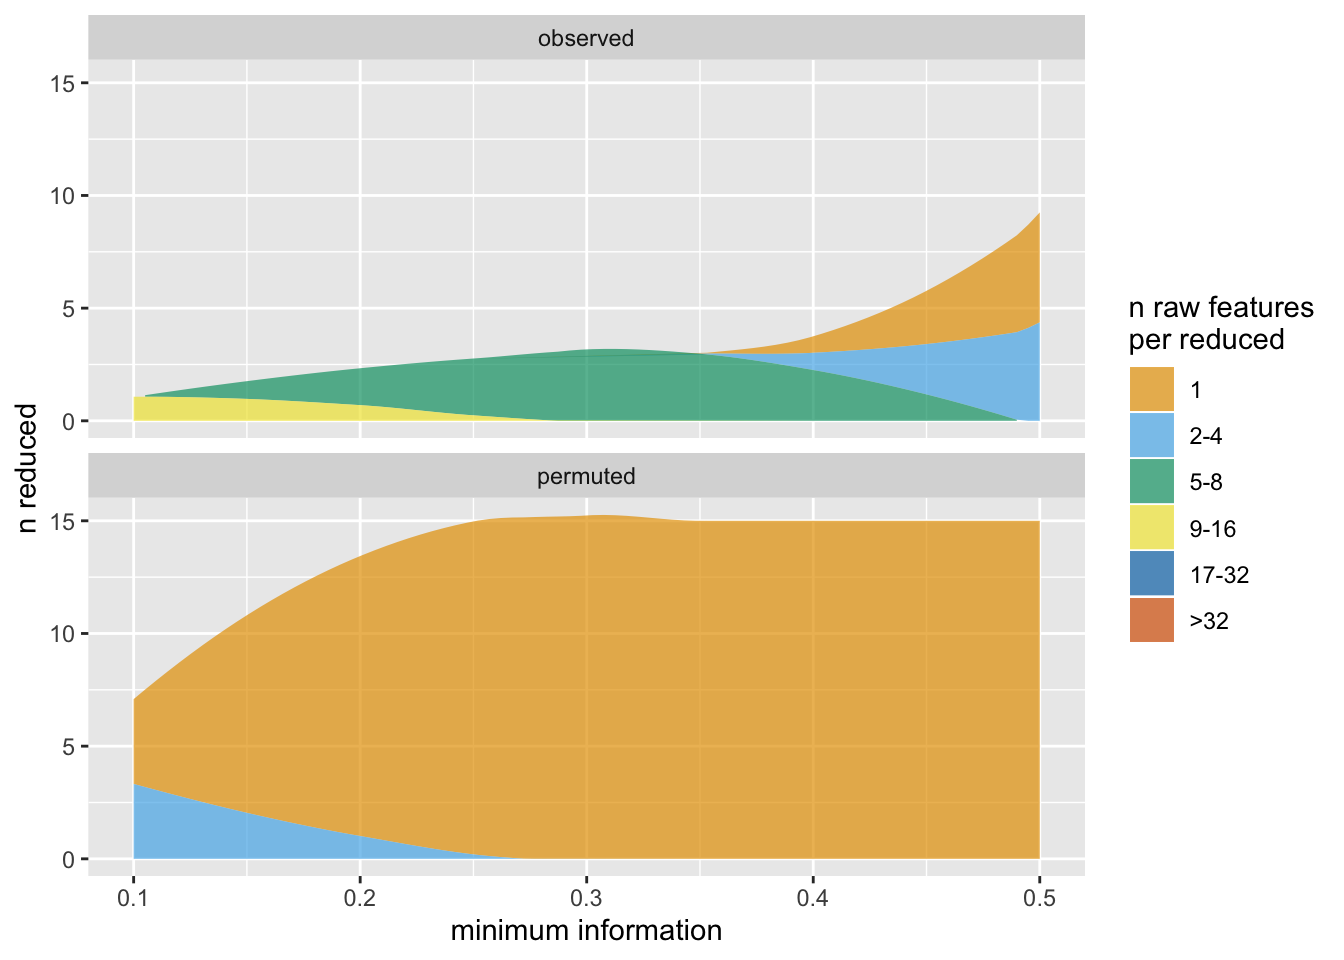 observed
15
10
5
0
permuted
15
10
5
0
0.1 0.2 0.3 0.4 0.5
minimum information
n reduced
n raw features
per reduced
1
2-4
5-8
9-16
17-32
>32